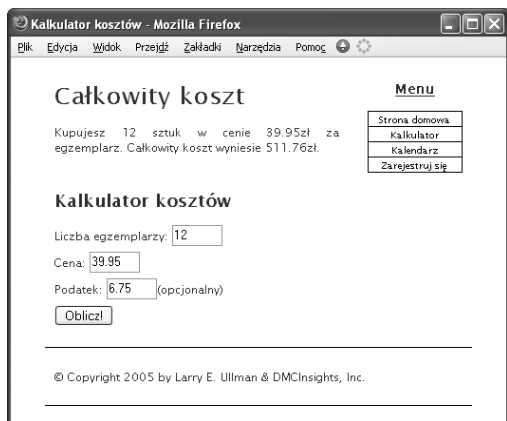 Kalkulator kosztów - Mozilla Firefox
Plik Edycja Widok Przejdź Zakładki Narzędzia Pomoc
Całkowity koszt
Kupujesz 12 sztuk w cenie 39.95zł za
egzemplarz. Całkowity koszt wyniesie 511.76zł.
Menu
Strona domowa
Kalkulator
Kalendarz
Zarejestruj się
Kalkulator kosztów
Liczba egzemplarzy: 12
Cena: 39.95
Podatek: 6.75 (opcjonalny)
Oblicz!
© Copyright 2005 by Larry E. Ullman & DMCInsights, Inc.